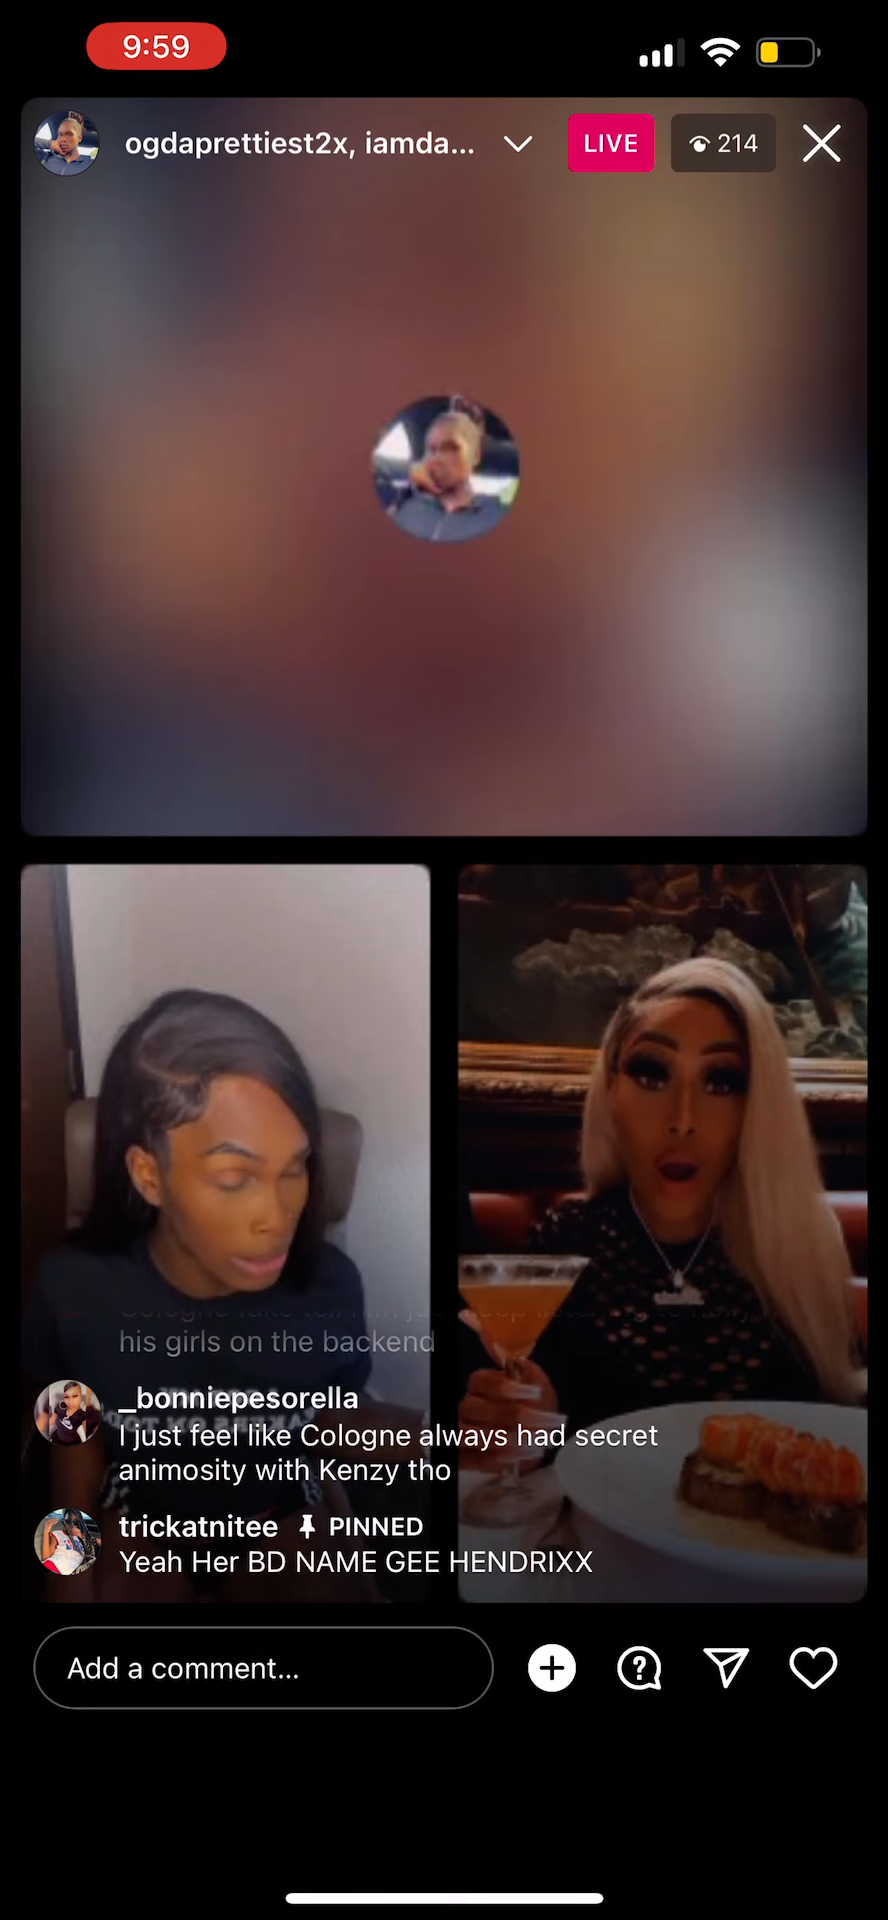 9:59
ogdaprettiest2x, iamda...
LIVE
214
his girls on the backend
_bonniepesorella
I just feel like Cologne always had secret
animosity with Kenzy tho
trickatnitee PINNED
Yeah Her BD NAME GEE HENDRIXX
Add a comment...